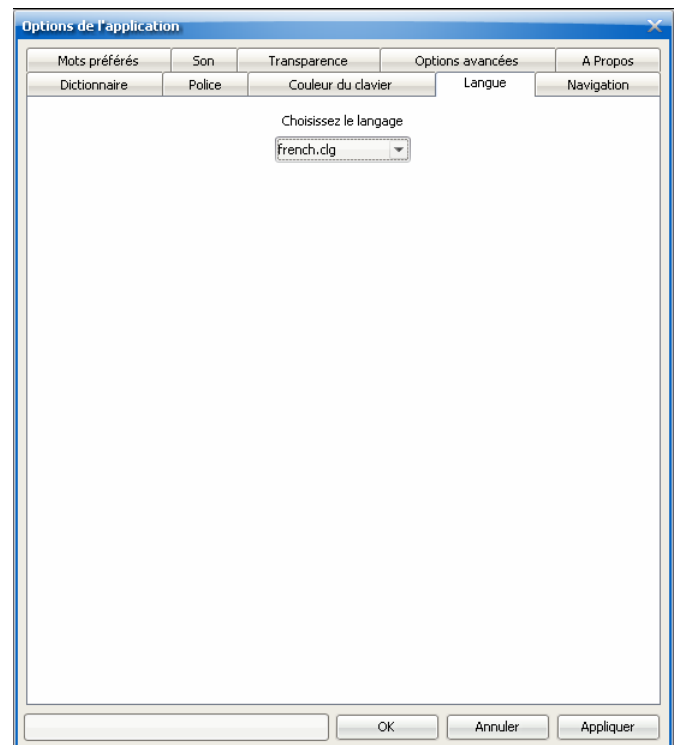 Options de l'application
Mots préférés Son Transparence Options avancées A Propos
Dictionnaire Police Couleur du clavier Langue Navigation
Choisissez le langage
french.clg
OK Annuler Appliquer